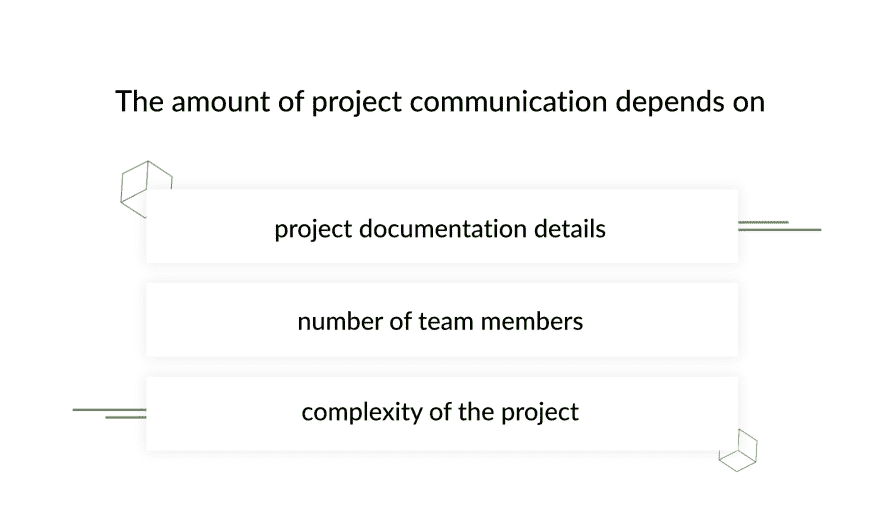 The amount of project communication depends on
project documentation details
number of team members
complexity of the project